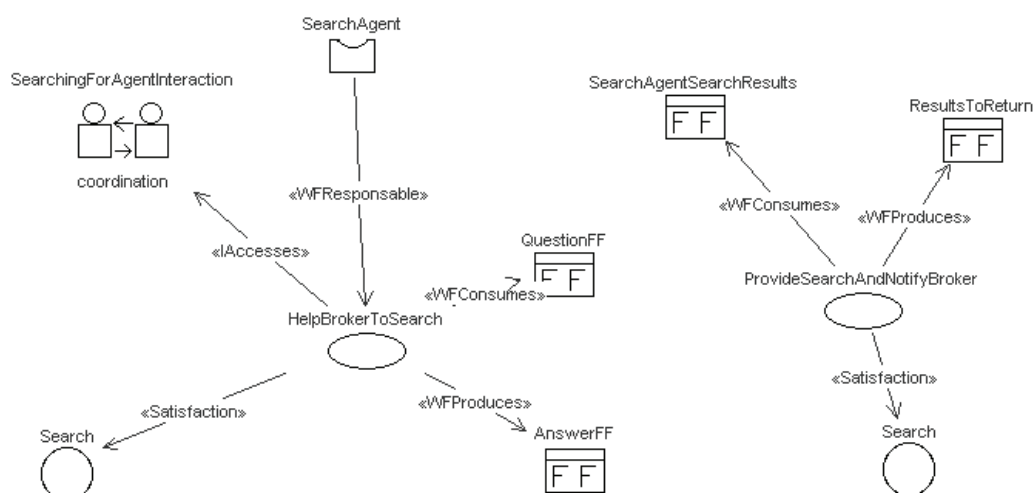 SearchAgent
SearchingForAgentInteraction
SearchAgentSearchResults
F F
ResultsToReturn
F F
coordination
«WFResponsable»
«WFConsumes»
«WFProduces»
«IAccesses»
QuestionFF
F F
ProvideSearchAndNotifyBroker
«WFConsumes»
HelpBrokerToSearch
«Satisfaction»
«WFProduces»
«Satisfaction»
Search
AnswerFF
F F
Search